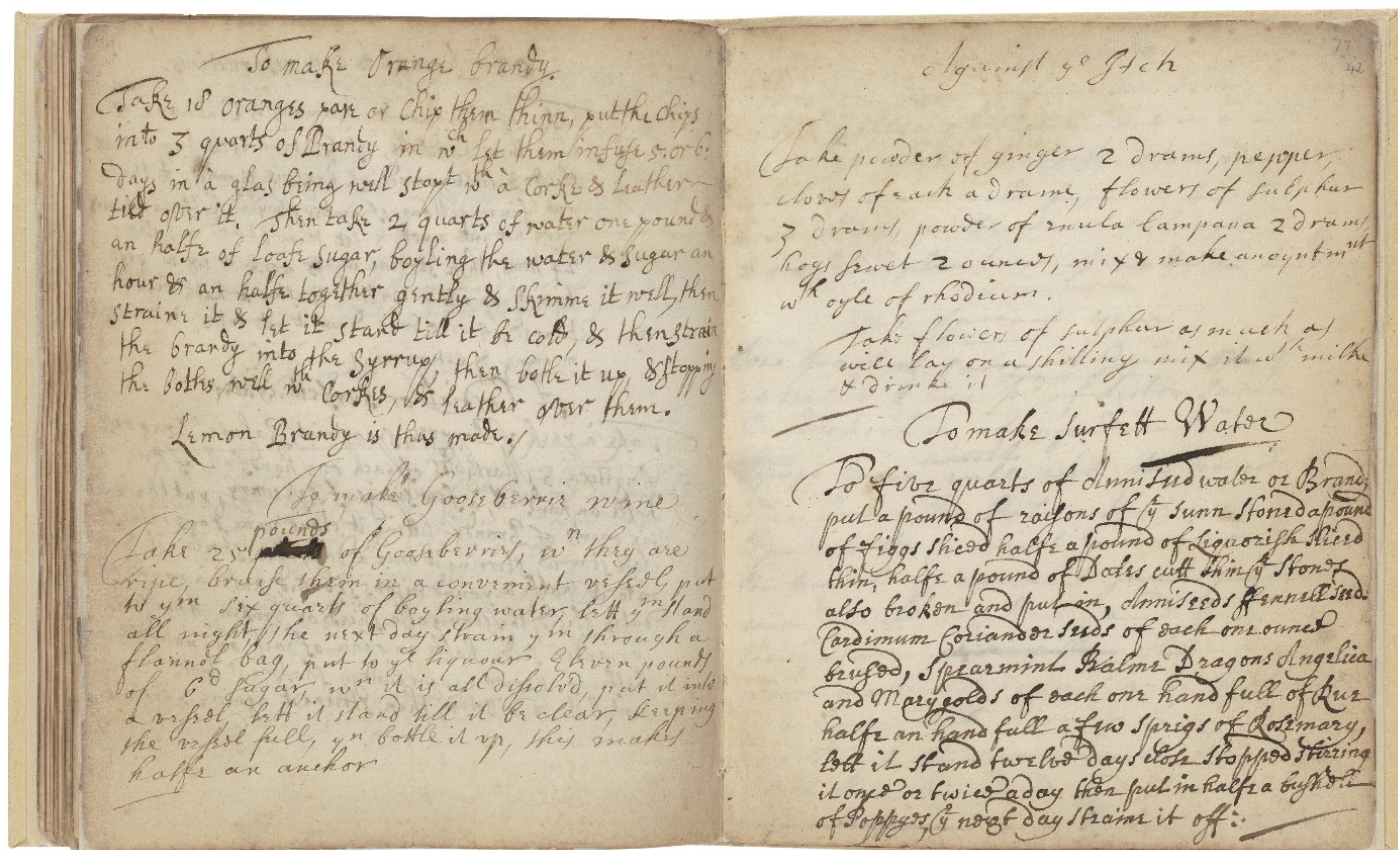 To make Orange brandy.
Take 18 oranges pare or Chip them thinn, put the chips
into 3 quarts of Brandy in wch let them infuse 5. or 6:
days in à glas being well stopt wth à Corke & leather
tied over it. Then take 2 quarts of water one pound &
an halfe of loafe Sugar, boyling the water & Sugar an
hour & an halfe together gently & skimme it well, then
straine it & let it stand till it be cold, & then strain
the brandy into the Syrrup, then botle it up, & stopping
the botles well wth Corkes, & leather over them.
Lemon Brandy is thus made./
To make Gooseberrie wine
pounds
Take 25 of Gooseberries, wn they are
ripe, bruise them in a convenient vessel, put
to ym six quarts of boyling water, lett ym stand
all night, the next day strain ym through a
flannel bag, put to ye liquour Eleven pounds
of 6d Sugar, wn it is all dissolv'd, put it into
a vessel, lett it stand till it be clear, keeping
the vessel full, yn bottle it up, this makes
halfe an anchor
77
42
Against ye Itch
Take powder of ginger 2 drams, pepper,
cloves of each a drame, flowers of sulphur
3 drams, powder of enula Campana 2 drams
hogs sewet 2 ounces, mix & make an oyntmnt
wth oyle of rhodium.
Take flowers of sulphur as much as
will lay on a shilling mix it wth milke
& drinke it
To make Surfett Water
To five quarts of Anniseed water or Brandy
put a pound of raisons of ye Sunn Stoned a pound
of Figgs sliced halfe a pound of Liquorish sliced
thin, halfe a pound of Dates cutt thin ye Stones
also broken and put in, Anniseeds ffennellseeds
Cardimum Coriander seeds of each one ounce
brused, Spearmint Balme Dragons Angelica
and Marygolds of each one hand full of Rue
halfe an hand full a few sprigs of Rosemary,
lett it stand twelve days close stopped stirring
it once or twice a day then put in halfe a bushell
of Poppyes, ye next day straine it off:.